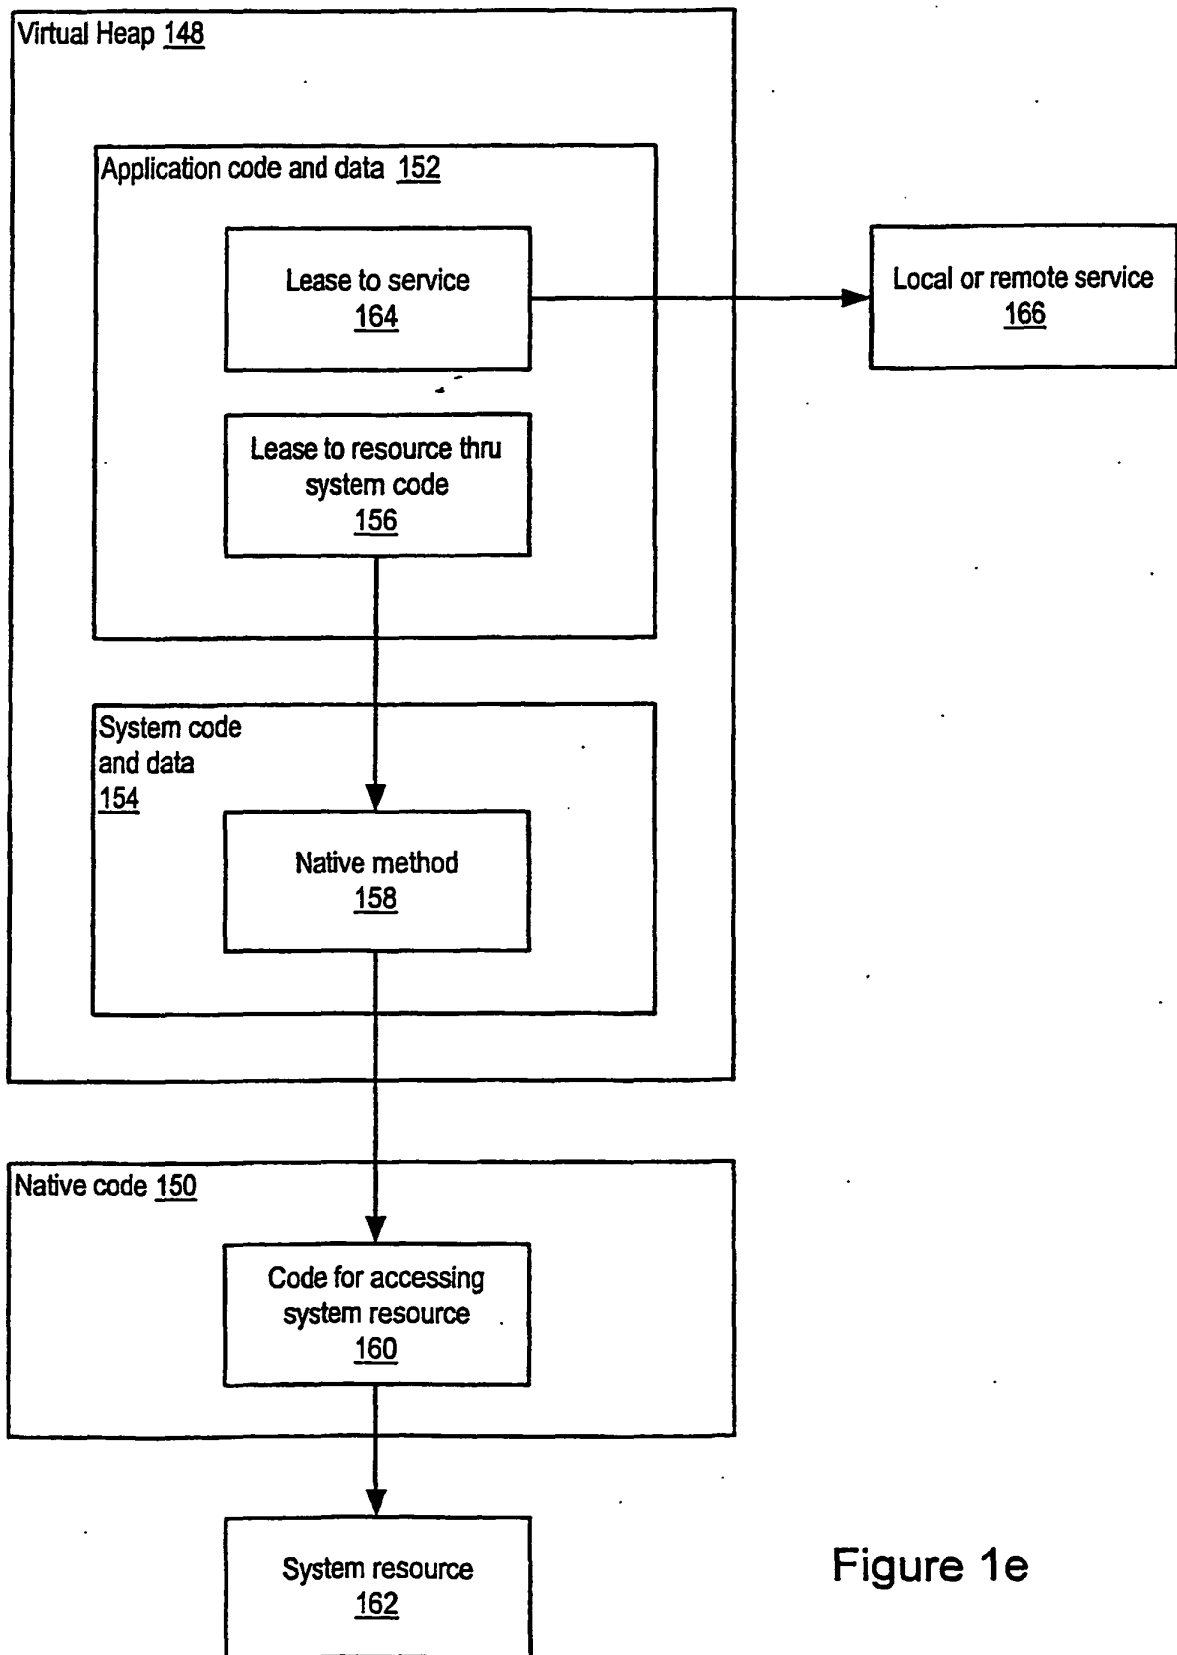 Virtual Heap 148
Application code and data 152
Lease to service
164
Local or remote service
166
Lease to resource thru
system code
156
System code
and data
154
Native method
158
Native code 150
Code for accessing
system resource
160
System resource
162
Figure 1e